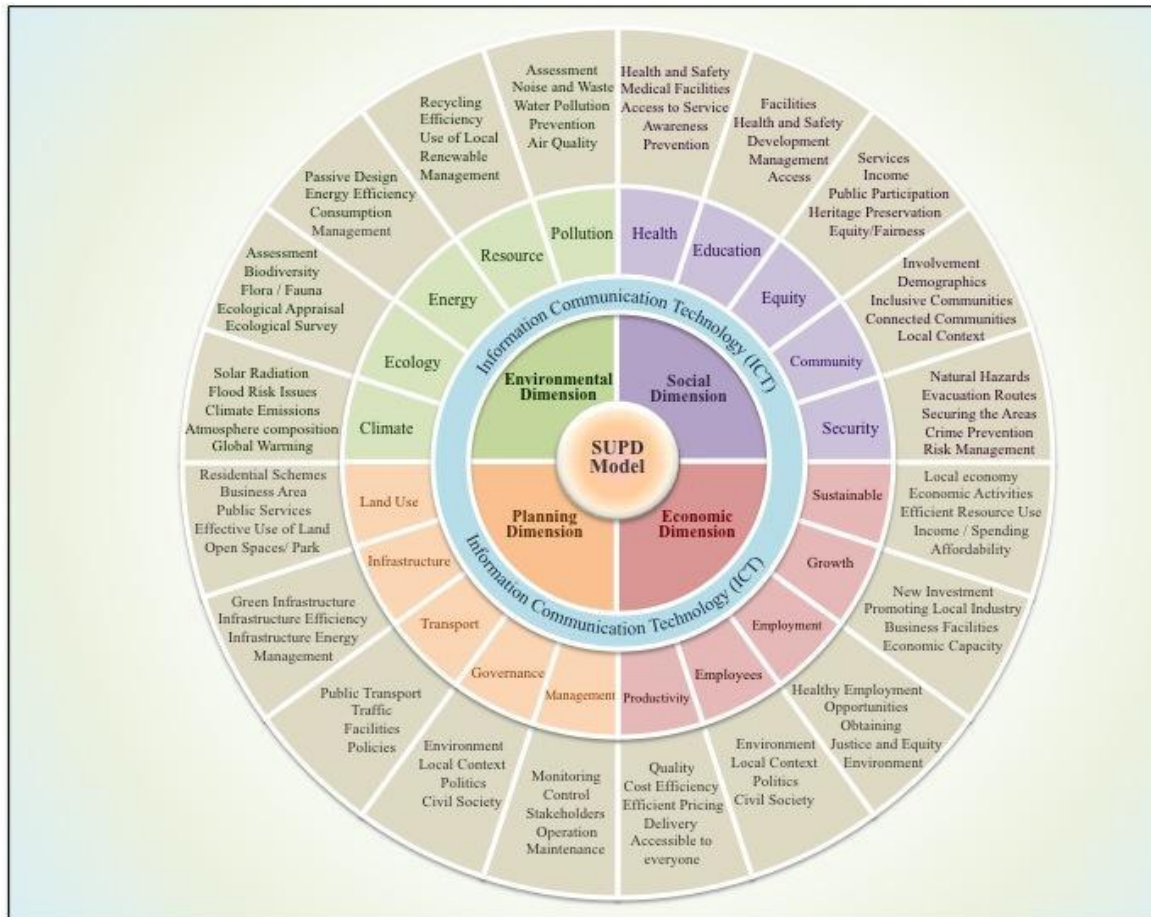 SUPD
Model
Environmental
Dimension
Social
Dimension
Planning
Dimension
Economic
Dimension
Information Communication Technology (ICT)
Information Communication Technology (ICT)
Pollution
Assessment
Noise and Waste
Water Pollution
Prevention
Air Quality
Health
Health and Safety
Medical Facilities
Access to Service
Awareness
Prevention
Education
Facilities
Health and Safety
Development
Management
Access
Equity
Services
Income
Public Participation
Heritage Preservation
Equity/Fairness
Community
Involvement
Demographics
Inclusive Communities
Connected Communities
Local Context
Security
Natural Hazards
Evacuation Routes
Securing the Areas
Crime Prevention
Risk Management
Sustainable
Local economy
Economic Activities
Efficient Resource Use
Income / Spending
Affordability
Growth
New Investment
Promoting Local Industry
Business Facilities
Economic Capacity
Employment
Healthy Employment
Opportunities
Obtaining
Justice and Equity
Environment
Employees
Environment
Local Context
Politics
Civil Society
Productivity
Quality
Cost Efficiency
Efficient Pricing
Delivery
Accessible to
everyone
Management
Monitoring
Control
Stakeholders
Operation
Maintenance
Governance
Environment
Local Context
Politics
Civil Society
Transport
Public Transport
Traffic
Facilities
Policies
Infrastructure
Green Infrastructure
Infrastructure Efficiency
Infrastructure Energy
Management
Land Use
Residential Schemes
Business Area
Public Services
Effective Use of Land
Open Spaces/ Park
Climate
Solar Radiation
Flood Risk Issues
Climate Emissions
Atmosphere composition
Global Warming
Ecology
Assessment
Biodiversity
Flora / Fauna
Ecological Appraisal
Ecological Survey
Energy
Passive Design
Energy Efficiency
Consumption
Management
Resource
Recycling
Efficiency
Use of Local
Renewable
Management